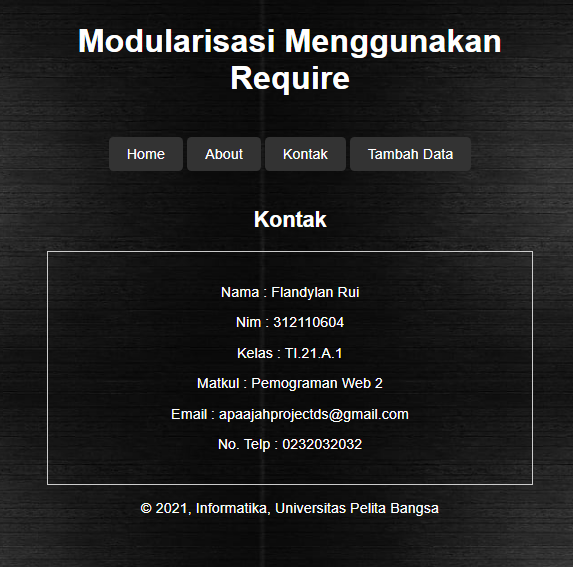 Modularisasi Menggunakan
Require
Home About Kontak Tambah Data
Kontak
Nama : Flandylan Rui
Nim : 312110604
Kelas : TI.21.A.1
Matkul : Pemograman Web 2
Email : apaajahprojectds@gmail.com
No. Telp : 0232032032
© 2021, Informatika, Universitas Pelita Bangsa